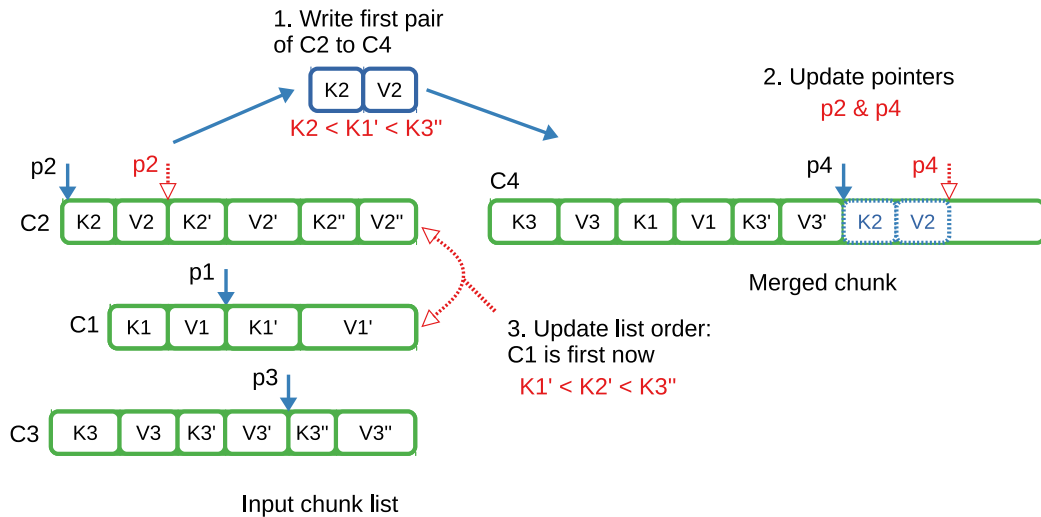 1. Write first pair
of C2 to C4
K2 V2
K2 < K1' < K3"
2. Update pointers
p2 & p4
p2 p2
C2 K2 V2 K2' V2' K2" V2"
p4 p4
C4
K3 V3 K1 V1 K3' V3' K2 V2
Merged chunk
p1
C1 K1 V1 K1' V1'
3. Update list order:
C1 is first now
K1' < K2' < K3"
p3
C3 K3 V3 K3' V3' K3" V3"
Input chunk list